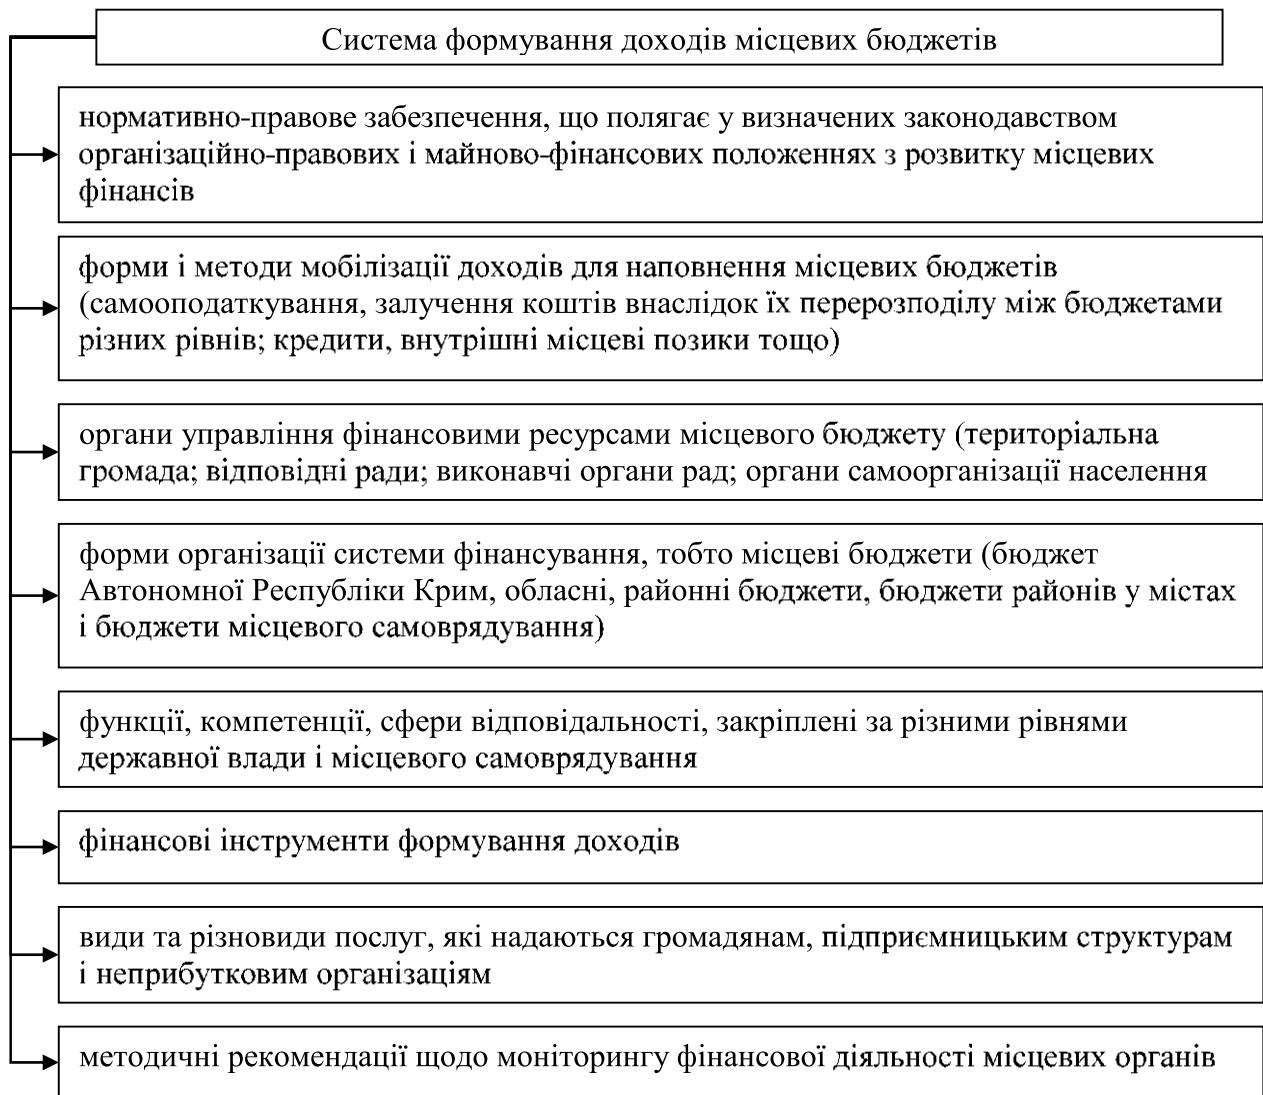 Система формування доходів місцевих бюджетів
нормативно-правове забезпечення, що полягає у визначених законодавством
організаційно-правових і майново-фінансових положеннях з розвитку місцевих
фінансів
форми і методи мобілізації доходів для наповнення місцевих бюджетів
(самооподаткування, залучення коштів внаслідок їх перерозподілу між бюджетами
різних рівнів; кредити, внутрішні місцеві позики тощо)
органи управління фінансовими ресурсами місцевого бюджету (територіальна
громада; відповідні ради; виконавчі органи рад; органи самоорганізації населення
форми організації системи фінансування, тобто місцеві бюджети (бюджет
Автономної Республіки Крим, обласні, районні бюджети, бюджети районів у містах
і бюджети місцевого самоврядування)
функції, компетенції, сфери відповідальності, закріплені за різними рівнями
державної влади і місцевого самоврядування
фінансові інструменти формування доходів
види та різновиди послуг, які надаються громадянам, підприємницьким структурам
і неприбутковим організаціям
методичні рекомендації щодо моніторингу фінансової діяльності місцевих органів